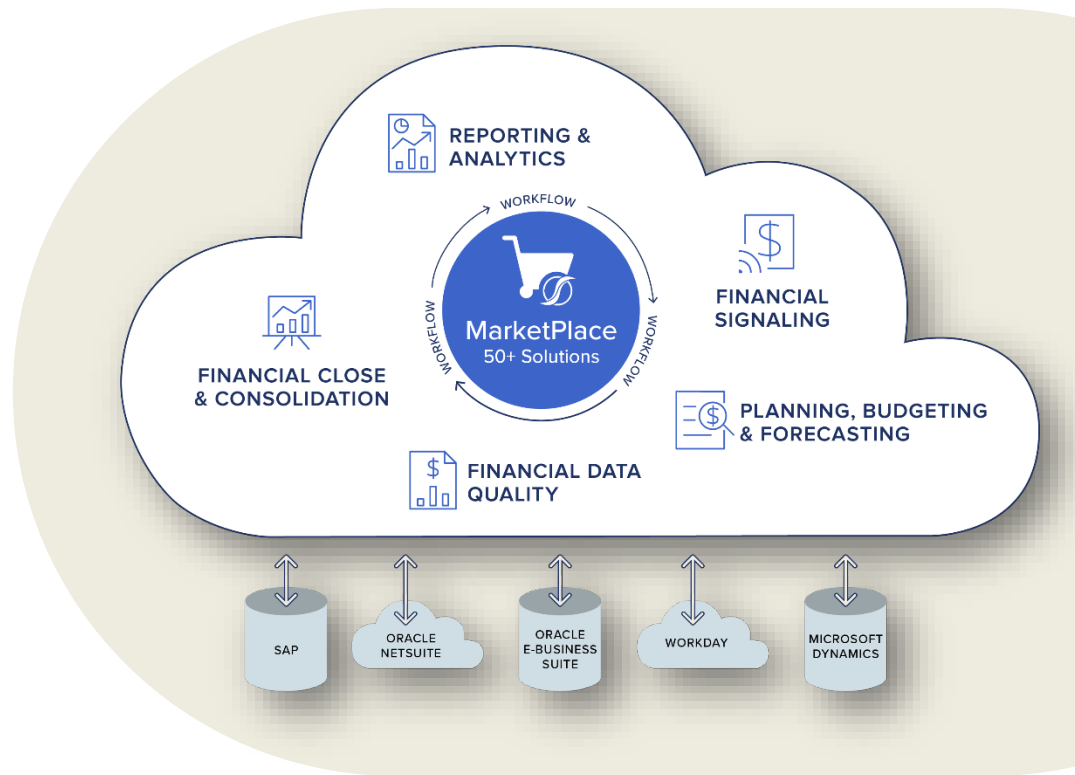 REPORTING &
ANALYTICS
WORKFLOW
WORKFLOW
WORKFLOW
MarketPlace
50+ Solutions
FINANCIAL
SIGNALING
FINANCIAL CLOSE
& CONSOLIDATION
PLANNING, BUDGETING
& FORECASTING
FINANCIAL DATA
QUALITY
SAP
ORACLE
NETSUITE
ORACLE
E-BUSINESS
SUITE
WORKDAY
MICROSOFT
DYNAMICS